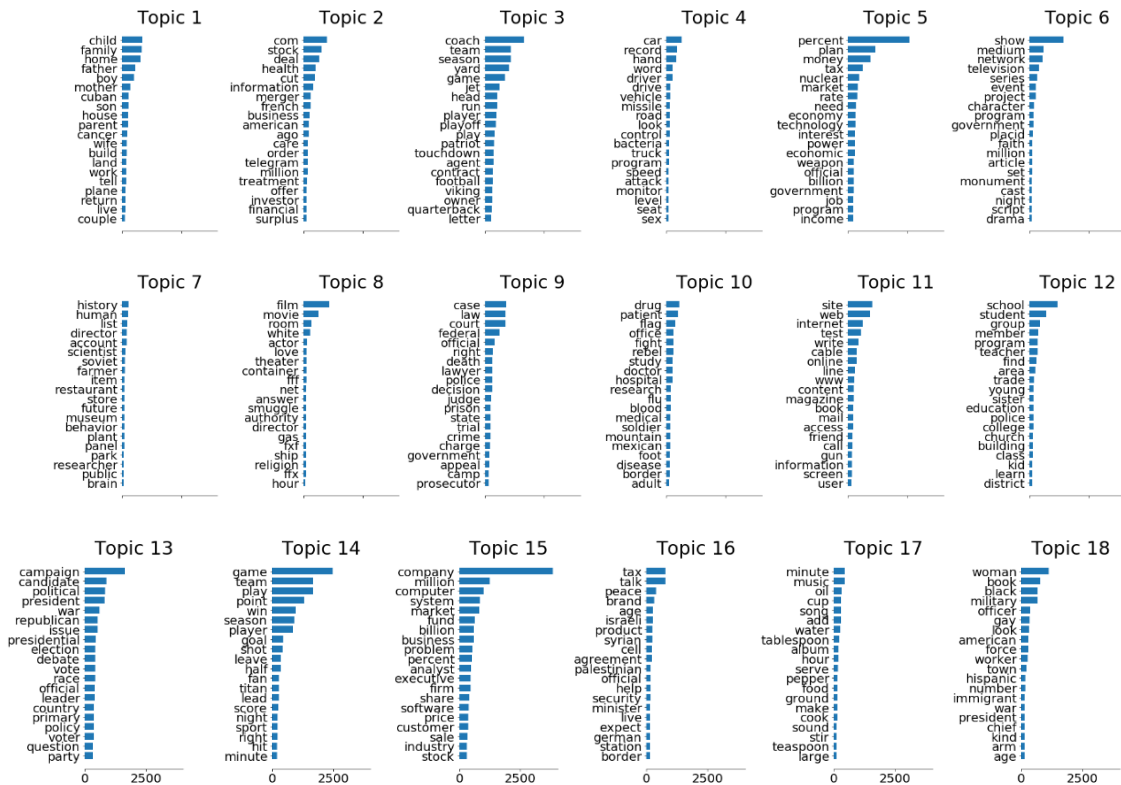 Topic 1
child
family
home
father
boy
mother
cuban
son
house
parent
cancer
wife
build
land
work
tell
plane
return
live
couple
Topic 2
com
stock
deal
health
cut
information
merger
french
business
american
ago
care
order
telegram
million
treatment
offer
investor
financial
surplus
Topic 3
coach
team
season
yard
game
jet
head
run
player
playoff
play
patriot
touchdown
agent
contract
football
viking
owner
quarterback
letter
Topic 4
car
record
hand
word
driver
drive
vehicle
missile
road
look
control
bacteria
truck
program
speed
attack
monitor
level
seat
sex
Topic 5
percent
plan
money
tax
nuclear
market
rate
need
economy
technology
interest
power
economic
weapon
official
billion
government
job
program
income
Topic 6
show
medium
network
television
series
event
project
character
program
government
placid
faith
million
article
set
monument
cast
night
script
drama
Topic 7
history
human
list
director
account
scientist
soviet
farmer
item
restaurant
store
future
museum
behavior
plant
panel
park
researcher
public
brain
Topic 8
film
movie
room
white
actor
love
theater
container
fff
net
answer
smuggle
authority
director
gas
fxf
ship
religion
ffx
hour
Topic 9
case
law
court
federal
official
right
death
lawyer
police
decision
judge
prison
state
trial
crime
charge
government
appeal
camp
prosecutor
Topic 10
drug
patient
flag
office
fight
rebel
study
doctor
hospital
research
flu
blood
medical
soldier
mountain
mexican
foot
disease
border
adult
Topic 11
site
web
internet
test
write
cable
online
line
www
content
magazine
book
mail
access
friend
call
gun
information
screen
user
Topic 12
school
student
group
member
program
teacher
find
area
trade
young
sister
education
police
college
church
building
class
kid
learn
district
Topic 13
campaign
candidate
political
president
war
republican
issue
presidential
election
debate
vote
race
official
leader
country
primary
policy
voter
question
party
0 2500
Topic 14
game
team
play
point
win
season
player
goal
shot
leave
half
fan
titan
lead
score
night
sport
right
hit
minute
0 2500
Topic 15
company
million
computer
system
market
fund
billion
business
problem
percent
analyst
executive
firm
share
software
price
customer
sale
industry
stock
0 2500
Topic 16
tax
talk
peace
brand
age
israeli
product
syrian
cell
agreement
palestinian
official
help
security
minister
live
expect
german
station
border
0 2500
Topic 17
minute
music
oil
cup
song
add
water
tablespoon
album
hour
serve
pepper
food
ground
make
cook
sound
stir
teaspoon
large
0 2500
Topic 18
woman
book
black
military
officer
gay
look
american
force
worker
town
hispanic
number
immigrant
war
president
chief
kind
arm
age
0 2500